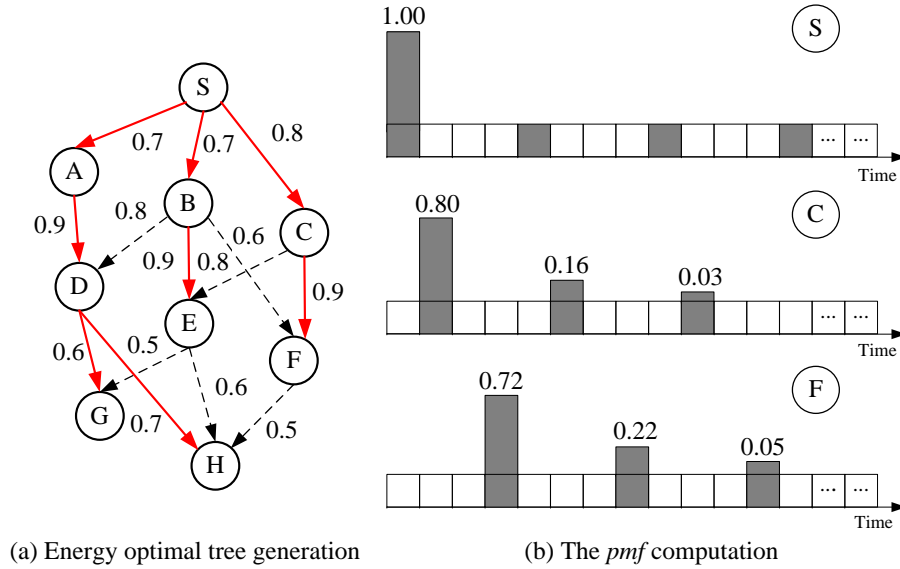 S
0.7
0.7
0.8
A
B
C
0.9
0.8
0.9
0.8
0.6
0.9
D
E
F
0.6
0.5
0.6
0.5
G
0.7
H
(a) Energy optimal tree generation
1.00
S
... ...
Time
0.80
0.16
0.03
C
... ...
Time
0.72
0.22
0.05
F
... ...
Time
(b) The pmf computation